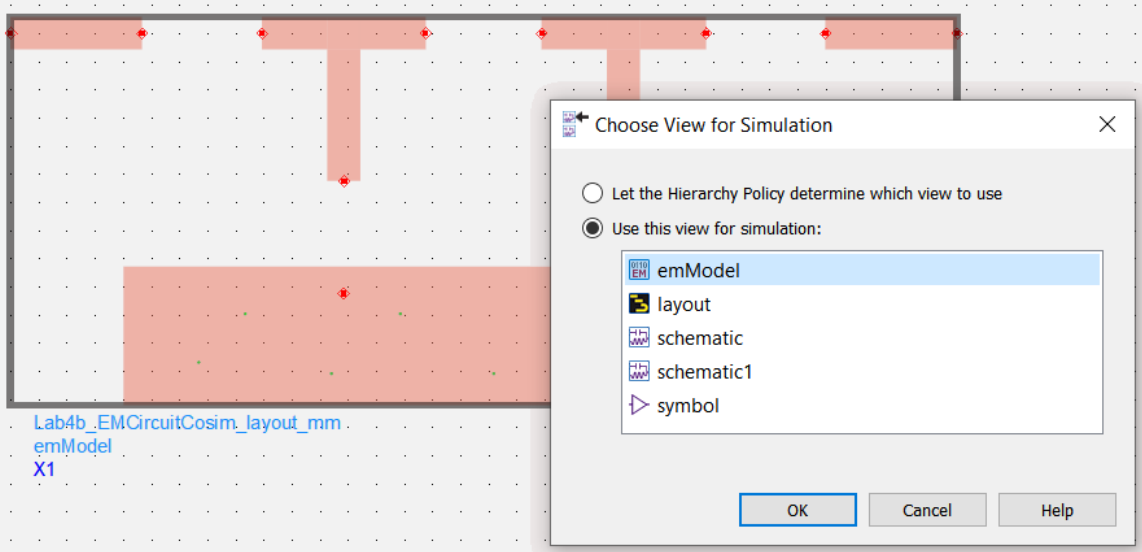 Choose View for Simulation
Let the Hierarchy Policy determine which view to use
Use this view for simulation:
0110
EM
emModel
layout
schematic
schematic1
symbol
Lab4b_EMCircuitCosim_layout_mm
emModel
X1
OK
Cancel
Help